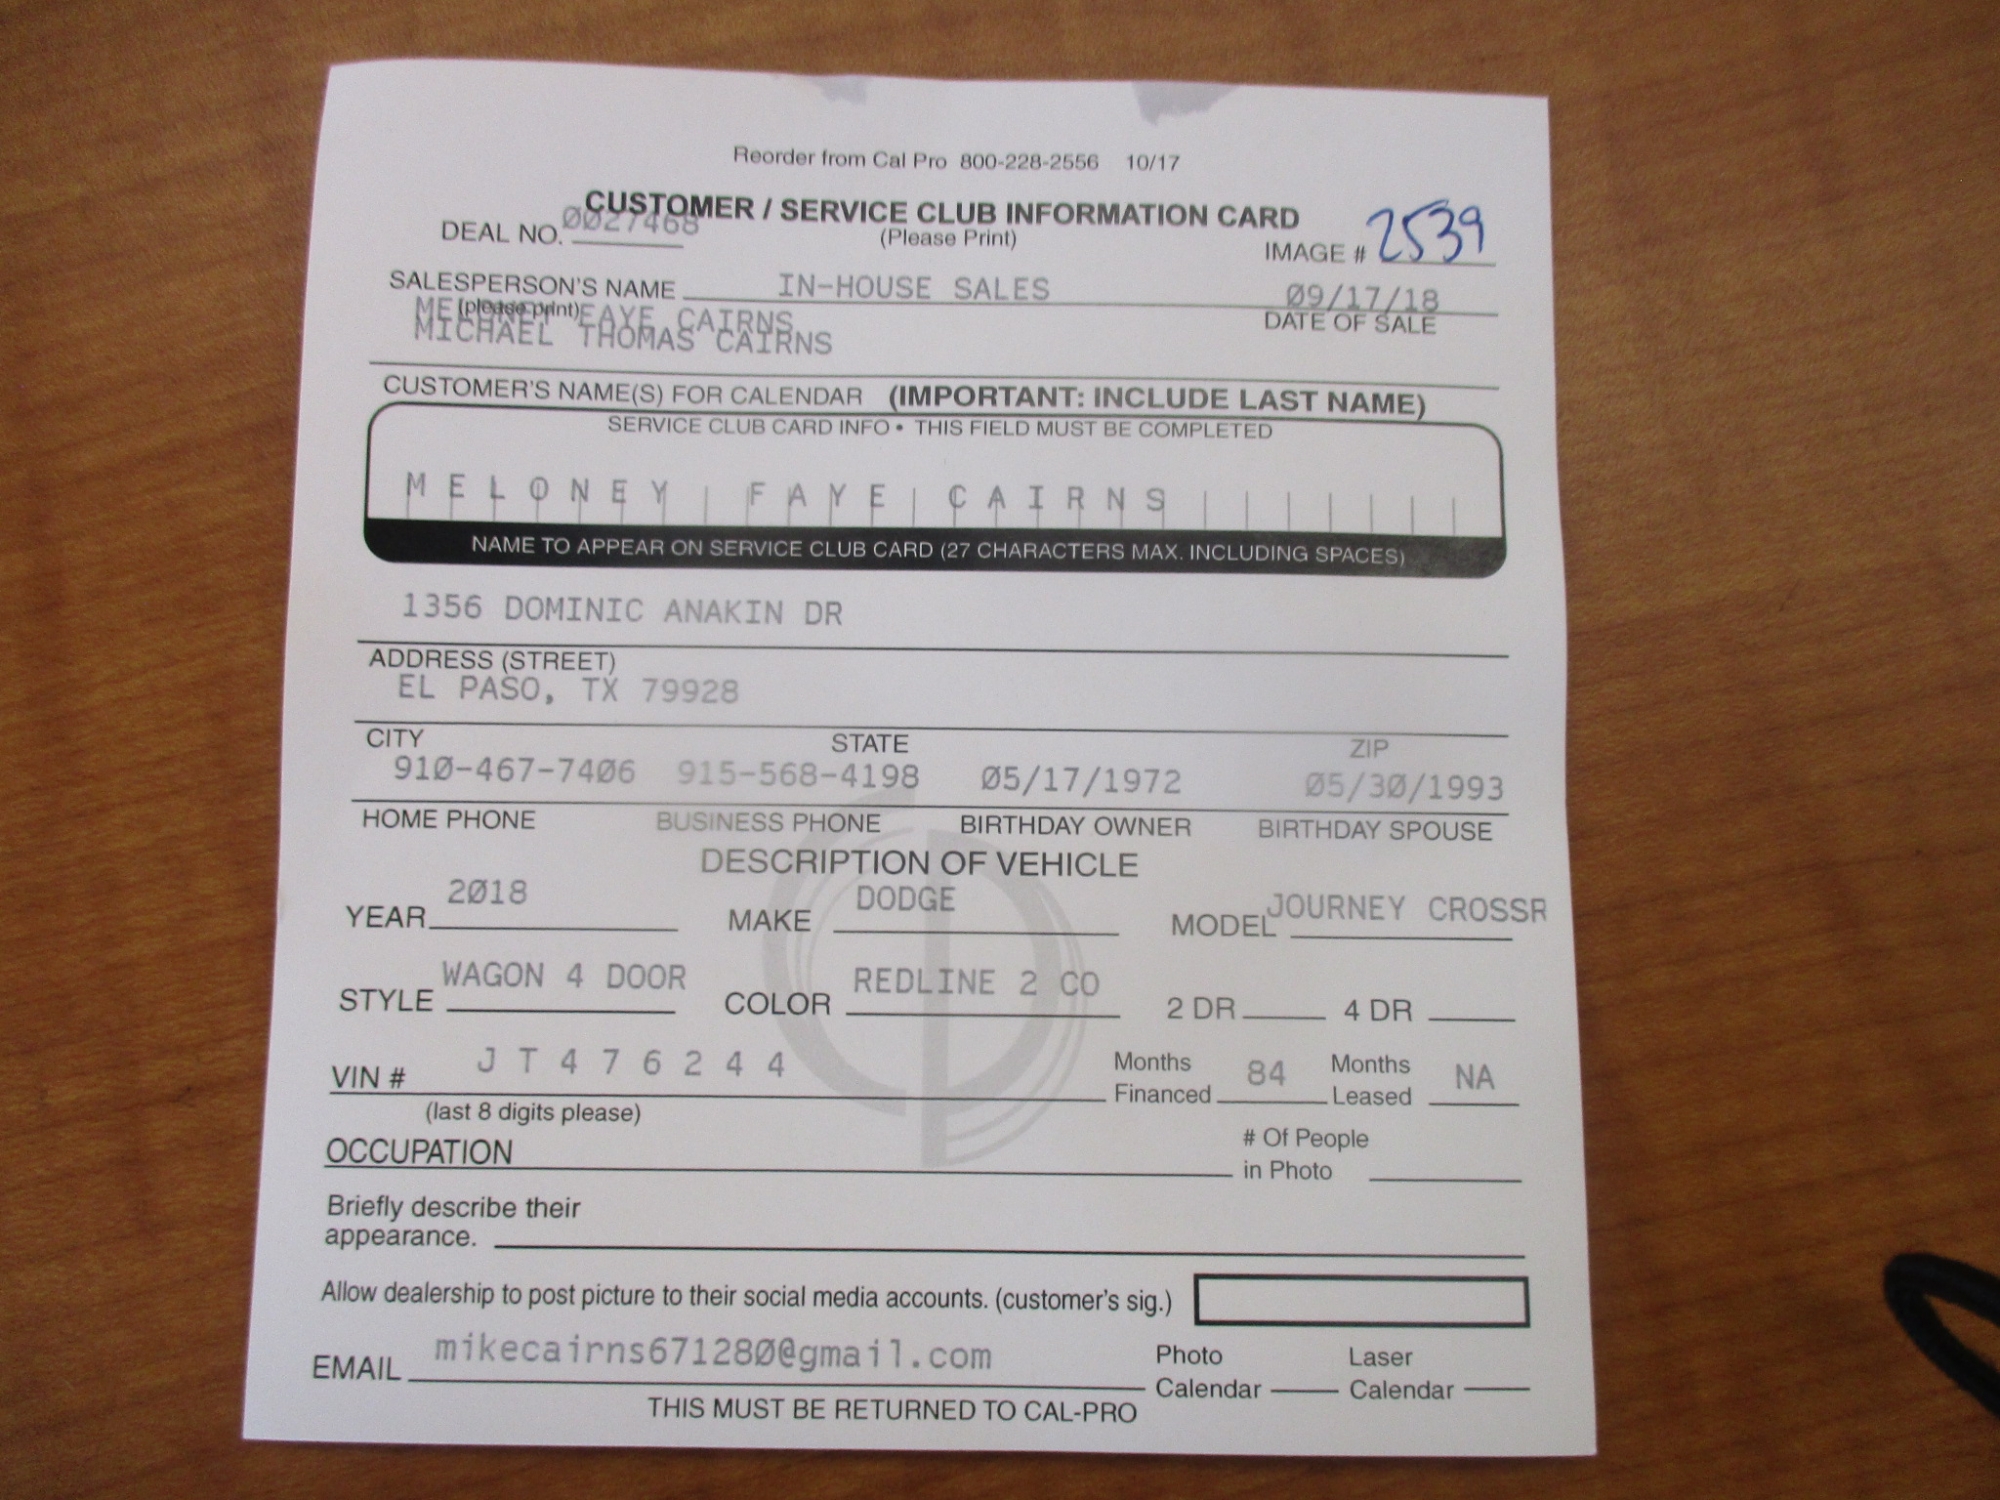 Reorder from Cal Pro 800-228-2556 10/17
CUSTOMER / SERVICE CLUB INFORMATION CARD
DEAL NO. 0027468 (Please Print) IMAGE # 2539
SALESPERSON'S NAME IN-HOUSE SALES 09/17/18
(please print) DATE OF SALE
MELONEY FAYE CAIRNS
MICHAEL THOMAS CAIRNS
CUSTOMER'S NAME(S) FOR CALENDAR (IMPORTANT: INCLUDE LAST NAME)
SERVICE CLUB CARD INFO • THIS FIELD MUST BE COMPLETED
MELONEY FAYE CAIRNS
NAME TO APPEAR ON SERVICE CLUB CARD (27 CHARACTERS MAX. INCLUDING SPACES)
1356 DOMINIC ANAKIN DR
ADDRESS (STREET)
EL PASO, TX 79928
CITY STATE ZIP
910-467-7406 915-568-4198 05/17/1972 05/30/1993
HOME PHONE BUSINESS PHONE BIRTHDAY OWNER BIRTHDAY SPOUSE
DESCRIPTION OF VEHICLE
YEAR 2018 MAKE DODGE MODEL JOURNEY CROSSR
STYLE WAGON 4 DOOR COLOR REDLINE 2 CO 2 DR 4 DR
VIN # J T 4 7 6 2 4 4 Months Financed 84 Months Leased NA
(last 8 digits please)
OCCUPATION # Of People in Photo
Briefly describe their
appearance.
Allow dealership to post picture to their social media accounts. (customer's sig.)
EMAIL mikecairns671280@gmail.com Photo Calendar Laser Calendar
THIS MUST BE RETURNED TO CAL-PRO